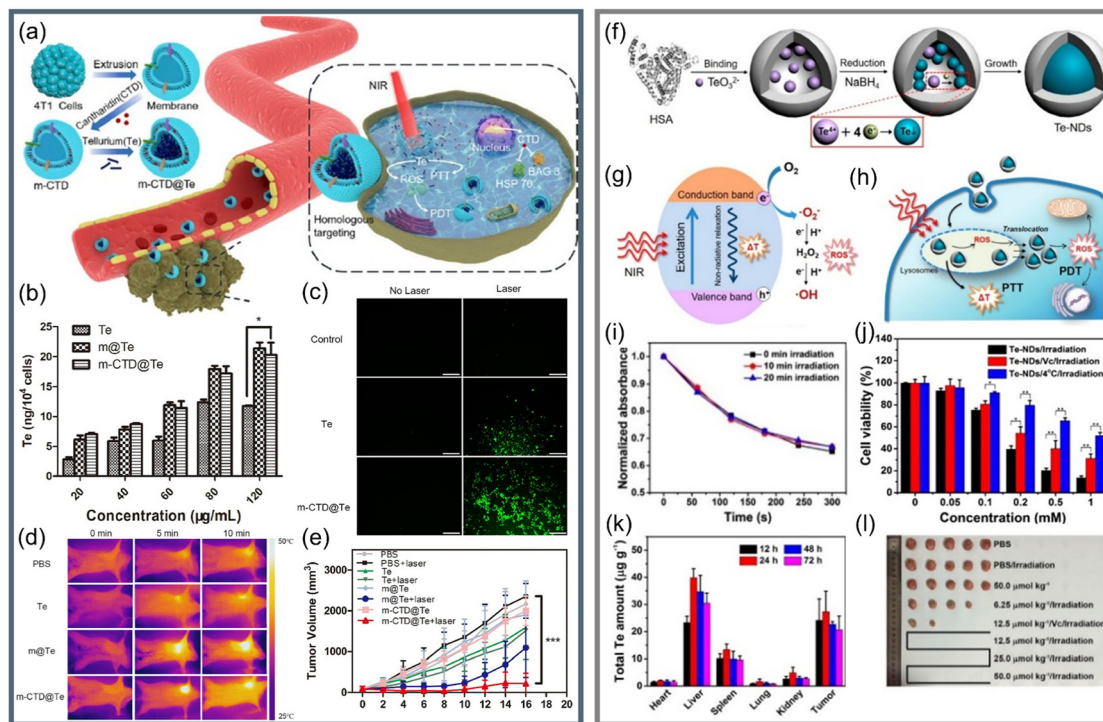 (a)
4T1 Cells
Extrusion
Membrane
Cantharidin(CTD)
m-CTD
Tellurium(Te)
m-CTD@Te
NIR
Te
ROS
PTT
PDT
Nucleus
CTD
BAG 3
HSP 70
Homologous
targeting
(b)
Te (ng/10⁴ cells)
25
20
15
10
5
0
Te
m@Te
m-CTD@Te
*
20
40
60
80
120
Concentration (μg/mL)
(c)
No Laser
Laser
Control
Te
m-CTD@Te
(d)
0 min
5 min
10 min
50℃
PBS
Te
m@Te
m-CTD@Te
25℃
(e)
Tumor Volume (mm³)
2700
1800
900
0
PBS
PBS+laser
Te
Te+laser
m@Te
m@Te+laser
m-CTD@Te
m-CTD@Te+laser
***
0 2 4 6 8 10 12 14 16 18
Time (days)
(f)
HSA
Binding
TeO₃²⁻
Reduction
NaBH₄
Growth
Te-NDs
Te⁴⁺ + 4 e⁻ → Te↓
(g)
NIR
Conduction band
Excitation
Non-radiative relaxation
ΔT
Valence band
e⁻
h⁺
O₂
·O₂⁻
e⁻ H⁺
H₂O₂
e⁻ H⁺
·OH
ROS
(h)
NIR
ROS
Translocation
Lysosomes
PTT
ΔT
PDT
ROS
(i)
Normalized absorbance
1.0
0.9
0.8
0.7
0.6
0.5
0 min irradiation
10 min irradiation
20 min irradiation
0 60 120 180 240 300
Time (s)
(j)
Cell viability (%)
120
100
80
60
40
20
0
Te-NDs/Irradiation
Te-NDs/Vc/Irradiation
Te-NDs/4°C/Irradiation
* * ** * ** ** **
0 0.05 0.1 0.2 0.5 1
Concentration (mM)
(k)
Total Te amount (μg g⁻¹)
60
50
40
30
20
10
0
12 h
24 h
48 h
72 h
Heart
Liver
Spleen
Lung
Kidney
Tumor
(l)
PBS
PBS/Irradiation
50.0 μmol kg⁻¹
6.25 μmol kg⁻¹/Irradiation
12.5 μmol kg⁻¹/Vc/Irradiation
12.5 μmol kg⁻¹/Irradiation
25.0 μmol kg⁻¹/Irradiation
50.0 μmol kg⁻¹/Irradiation